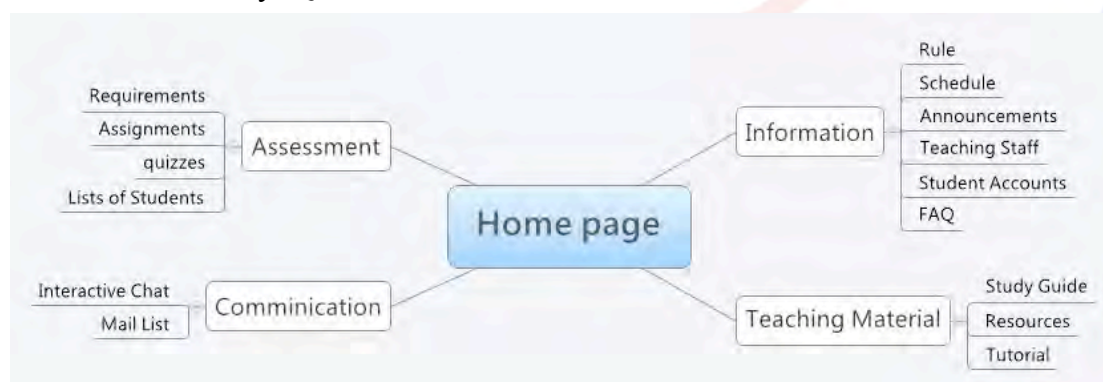 Home page
Assessment
Requirements
Assignments
quizzes
Lists of Students
Comminication
Interactive Chat
Mail List
Information
Rule
Schedule
Announcements
Teaching Staff
Student Accounts
FAQ
Teaching Material
Study Guide
Resources
Tutorial